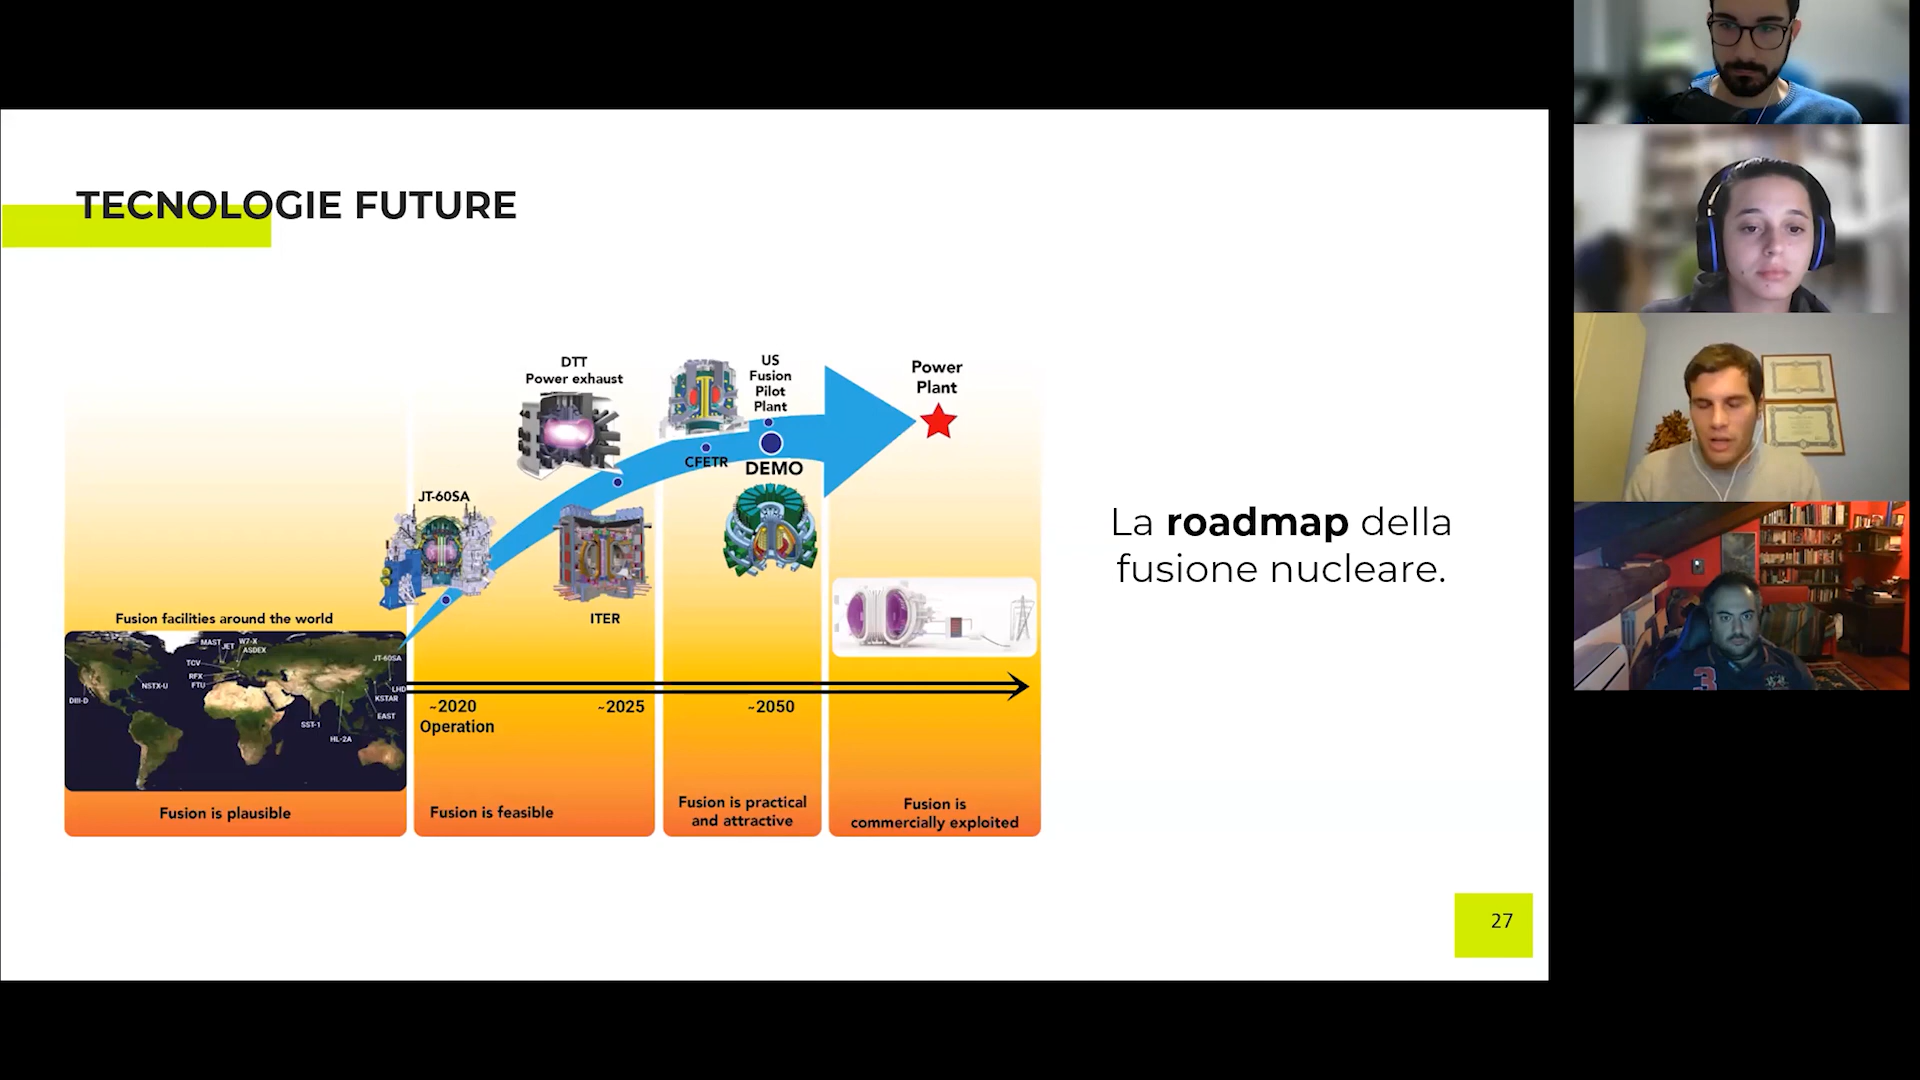 TECNOLOGIE FUTURE
DTT
Power exhaust
US
Fusion
Pilot
Plant
Power
Plant
CFETR
DEMO
JT-60SA
ITER
La roadmap della
fusione nucleare.
Fusion facilities around the world
MAST
JET
W7-X
ASDEX
TCV
RFX
FTU
JT-60SA
DIII-D
NSTX-U
LHD
KSTAR
EAST
SST-1
HL-2A
~2020
Operation
~2025
~2050
Fusion is plausible
Fusion is feasible
Fusion is practical
and attractive
Fusion is
commercially exploited
27
3